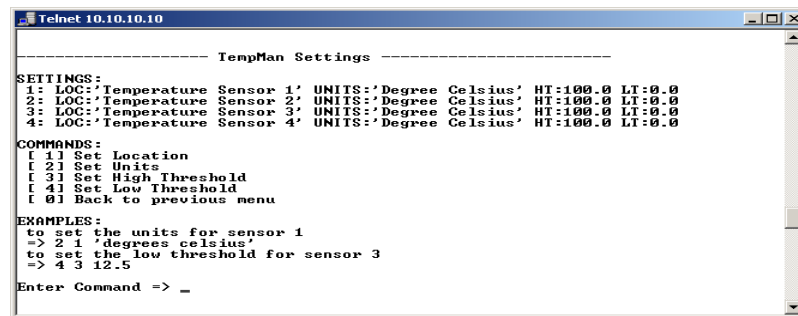 Telnet 10.10.10.10
-------------------- TempMan Settings ------------------------
SETTINGS:
1: LOC:'Temperature Sensor 1' UNITS:'Degree Celsius' HT:100.0 LT:0.0
2: LOC:'Temperature Sensor 2' UNITS:'Degree Celsius' HT:100.0 LT:0.0
3: LOC:'Temperature Sensor 3' UNITS:'Degree Celsius' HT:100.0 LT:0.0
4: LOC:'Temperature Sensor 4' UNITS:'Degree Celsius' HT:100.0 LT:0.0
COMMANDS:
[ 1] Set Location
[ 2] Set Units
[ 3] Set High Threshold
[ 4] Set Low Threshold
[ 0] Back to previous menu
EXAMPLES:
to set the units for sensor 1
=> 2 1 'degrees celsius'
to set the low threshold for sensor 3
=> 4 3 12.5
Enter Command => _